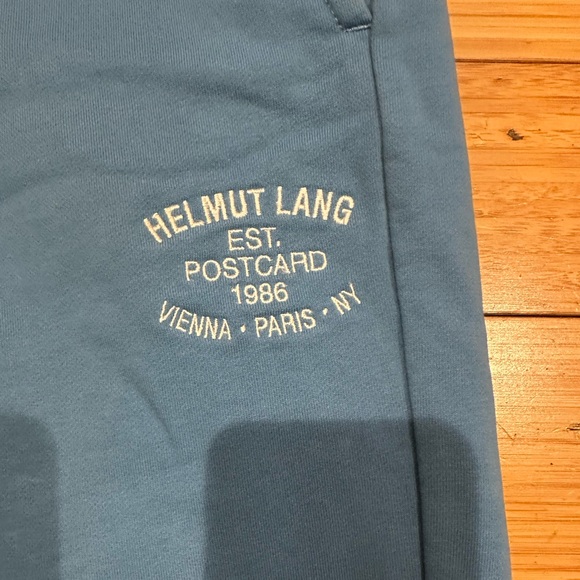 HELMUT LANG
EST.
POSTCARD
1986
VIENNA · PARIS · NY